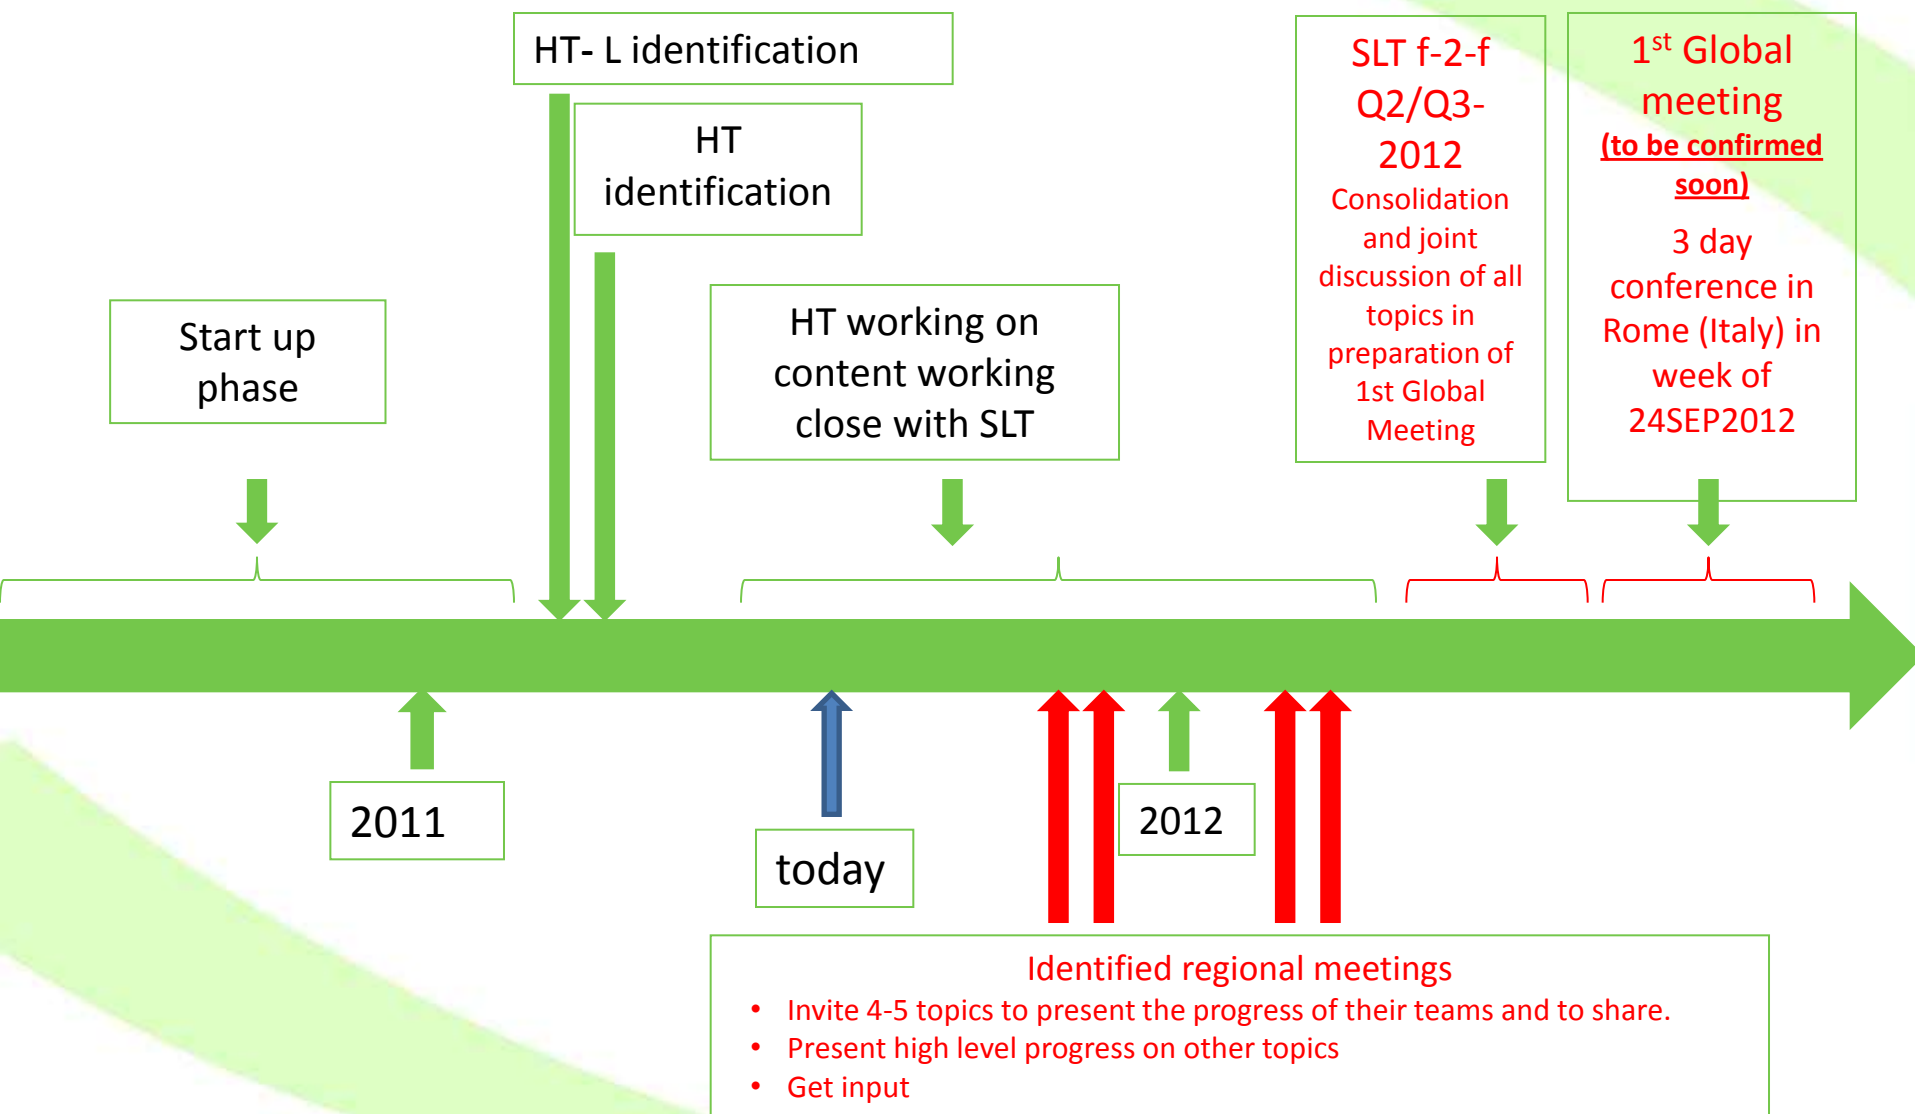 HT- L identification
HT
identification
Start up
phase
HT working on
content working
close with SLT
SLT f-2-f
Q2/Q3-
2012
Consolidation
and joint
discussion of all
topics in
preparation of
1st Global
Meeting
1st Global
meeting
(to be confirmed
soon)
3 day
conference in
Rome (Italy) in
week of
24SEP2012
2011
today
2012
Identified regional meetings
• Invite 4-5 topics to present the progress of their teams and to share.
• Present high level progress on other topics
• Get input